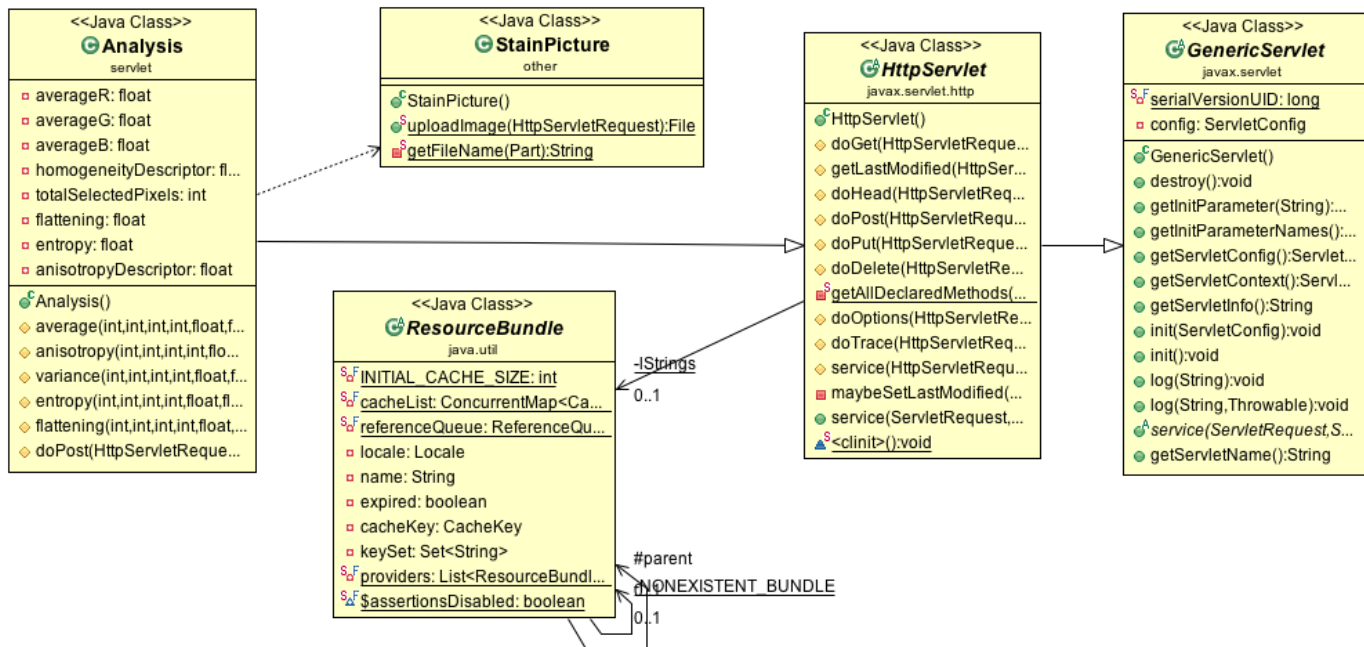 <<Java Class>>
Analysis
servlet
averageR: float
averageG: float
averageB: float
homogeneityDescriptor: fl...
totalSelectedPixels: int
flattening: float
entropy: float
anisotropyDescriptor: float
Analysis()
average(int,int,int,int,float,f...
anisotropy(int,int,int,int,flo...
variance(int,int,int,int,float,f...
entropy(int,int,int,int,float,fl...
flattening(int,int,int,int,float,...
doPost(HttpServletReque...
<<Java Class>>
StainPicture
other
StainPicture()
uploadImage(HttpServletRequest):File
getFileName(Part):String
<<Java Class>>
ResourceBundle
java.util
INITIAL_CACHE_SIZE: int
cacheList: ConcurrentMap<Ca...
referenceQueue: ReferenceQu...
locale: Locale
name: String
expired: boolean
cacheKey: CacheKey
keySet: Set<String>
providers: List<ResourceBundl...
$assertionsDisabled: boolean
-lStrings
0..1
#parent
0..1
-NONEXISTENT_BUNDLE
0..1
<<Java Class>>
HttpServlet
javax.servlet.http
HttpServlet()
doGet(HttpServletReque...
getLastModified(HttpSer...
doHead(HttpServletReq...
doPost(HttpServletRequ...
doPut(HttpServletReque...
doDelete(HttpServletRe...
getAllDeclaredMethods(...
doOptions(HttpServletRe...
doTrace(HttpServletReq...
service(HttpServletReq...
maybeSetLastModified(...
service(ServletRequest,...
<clinit>():void
<<Java Class>>
GenericServlet
javax.servlet
serialVersionUID: long
config: ServletConfig
GenericServlet()
destroy():void
getInitParameter(String):...
getInitParameterNames():...
getServletConfig():Servlet...
getServletContext():Servl...
getServletInfo():String
init(ServletConfig):void
init():void
log(String):void
log(String,Throwable):void
service(ServletRequest,S...
getServletName():String